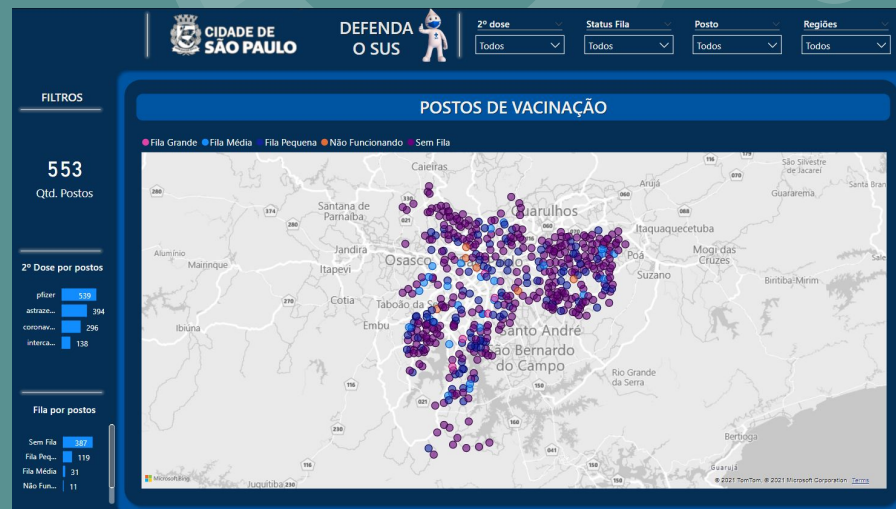 CIDADE DE
SÃO PAULO
DEFENDA
O SUS
2º dose
Todos
Status Fila
Todos
Posto
Todos
Regiões
Todos
FILTROS
553
Qtd. Postos
2º Dose por postos
pfizer 539
astraze... 394
coronav... 296
interca... 138
Fila por postos
Sem Fila 387
Fila Peq... 119
Fila Média 31
Não Fun... 11
POSTOS DE VACINAÇÃO
Fila Grande Fila Média Fila Pequena Não Funcionando Sem Fila
Caieiras
São Silvestre
de Jacareí
Arujá
Guararema
Santa Bran
Santana de
Parnaíba
Guarulhos
Itaquaquecetuba
Jandira
Osasco
Poá
Mogi das
Cruzes
Alumínio
Mairinque
Itapevi
Suzano
Sale
Biritiba-Mirim
Cotia
Taboão da S
Embu
Santo André
Ibiuna
São Bernardo
do Campo
Rio Grande
da Serra
Bertioga
Guarujá
Juquitiba
Microsoft Bing
© 2021 TomTom, © 2021 Microsoft Corporation Terms